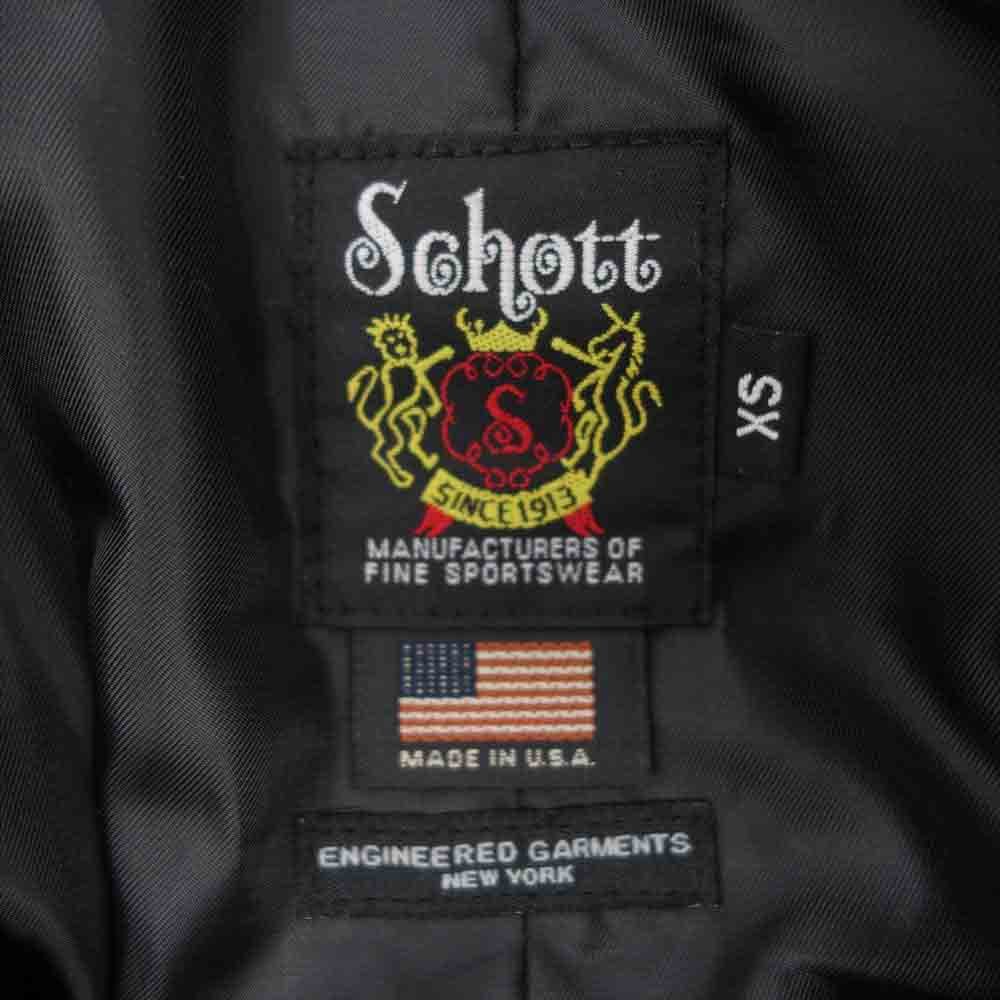 Schott
S
SINCE 1913
MANUFACTURERS OF
FINE SPORTSWEAR
XS
MADE IN U.S.A.
ENGINEERED GARMENTS
NEW YORK